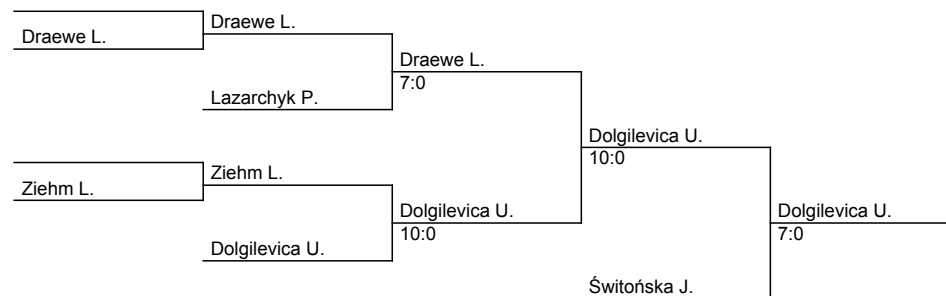 Draewe L.
Draewe L.
Draewe L.
7:0
Lazarchyk P.
Dolgilevica U.
10:0
Ziehm L.
Ziehm L.
Dolgilevica U.
10:0
Dolgilevica U.
Dolgilevica U.
7:0
Świtońska J.